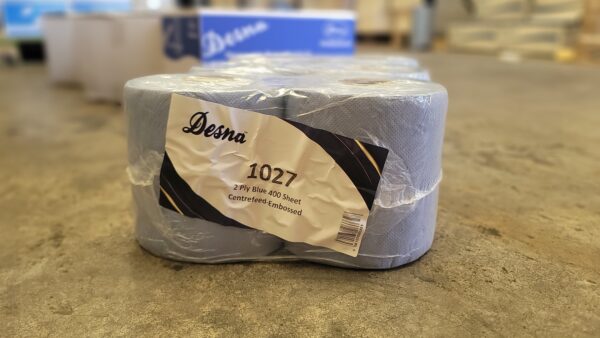 Desna
Desna
1027
2 Ply Blue 400 Sheet
Centrefeed Embossed